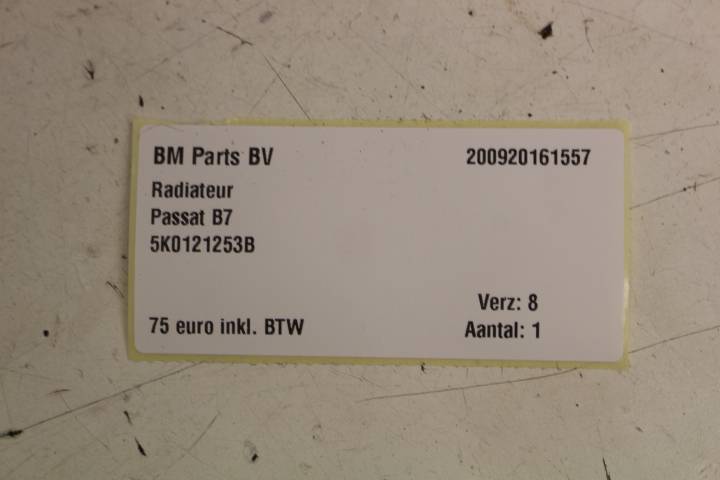 BM Parts BV 200920161557
Radiateur
Passat B7
5K0121253B
Verz: 8
75 euro inkl. BTW Aantal: 1